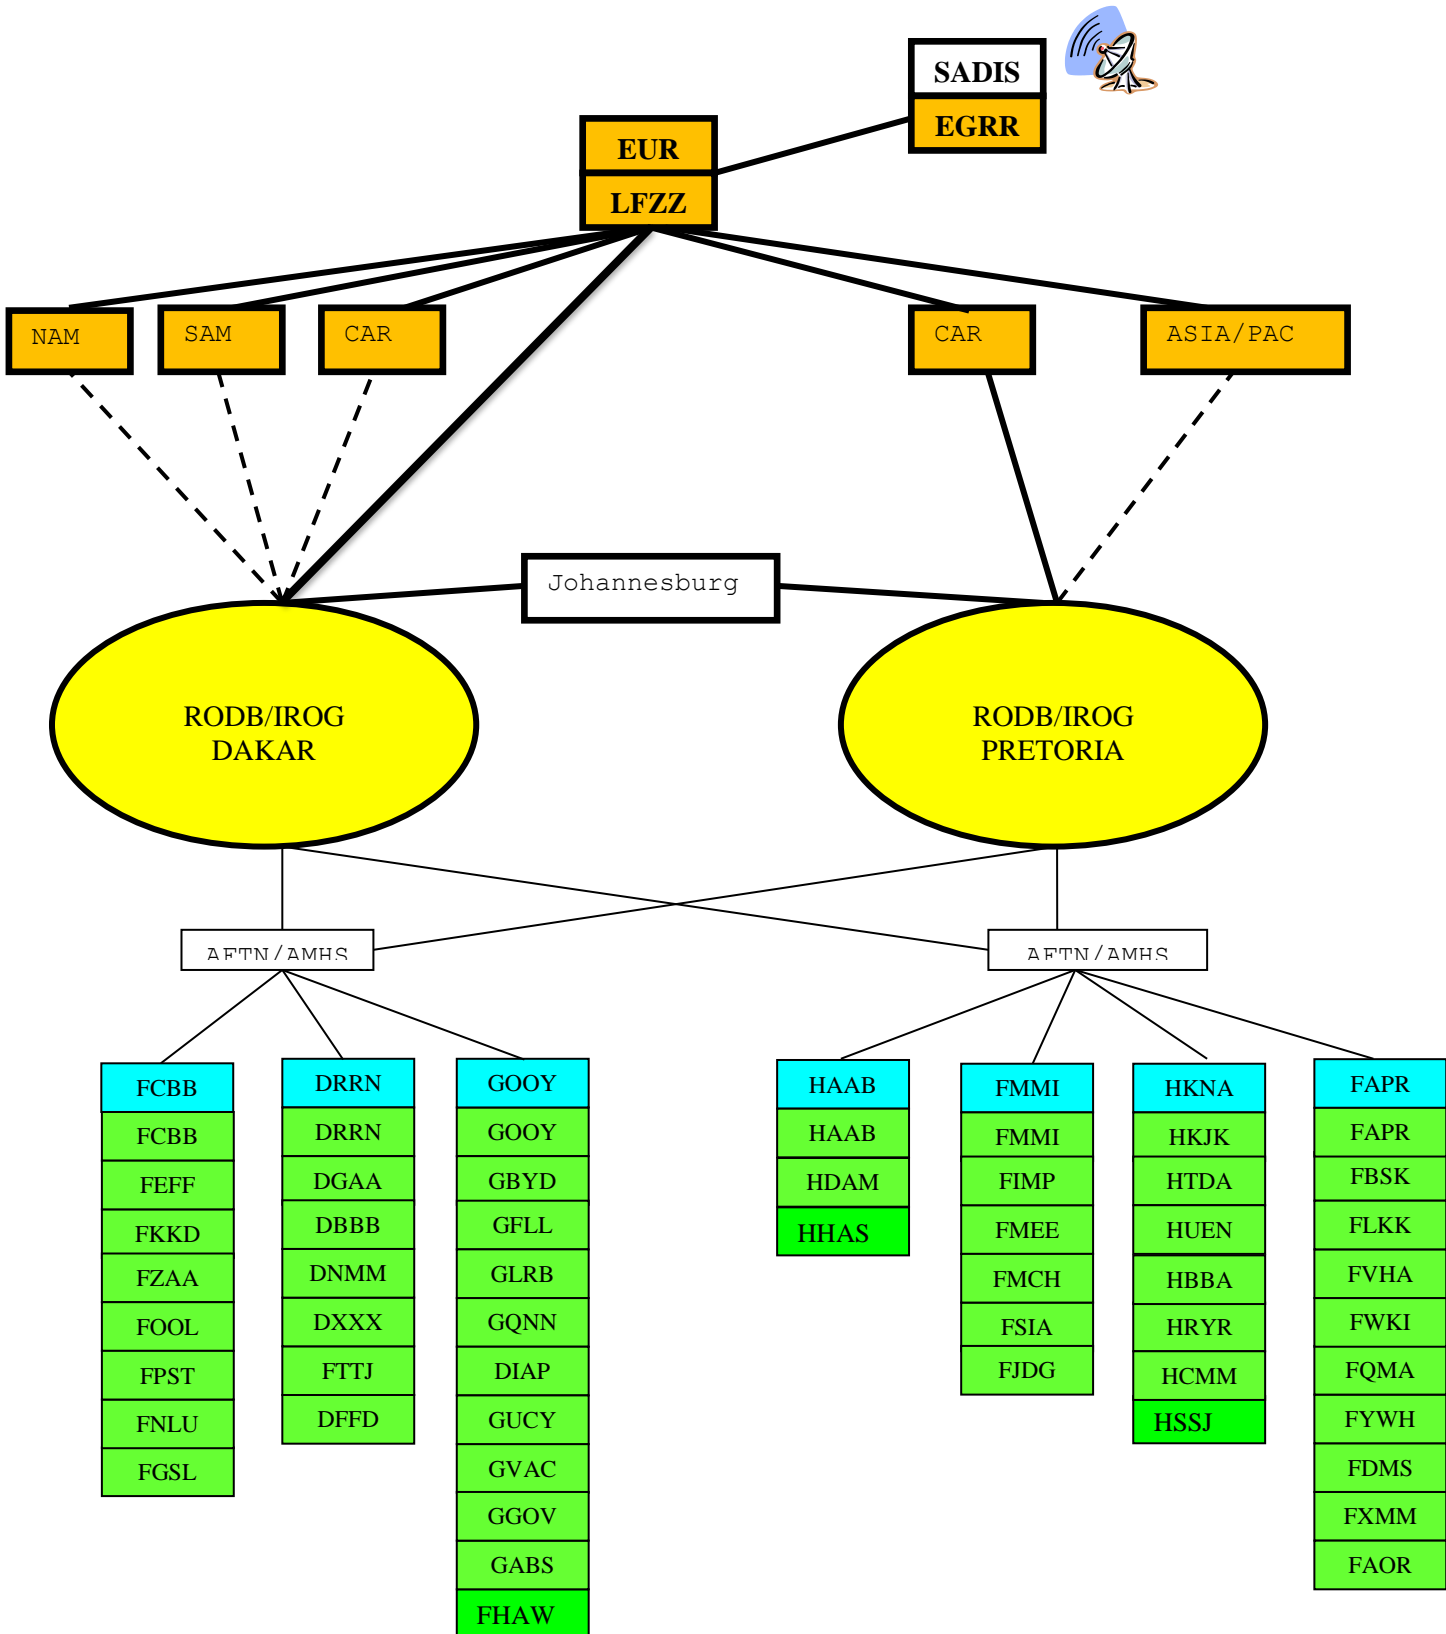 SADIS
EGRR
EUR
LFZZ
NAM
SAM
CAR
CAR
ASIA/PAC
Johannesburg
RODB/IROG
DAKAR
RODB/IROG
PRETORIA
AFTN/AMHS
AFTN/AMHS
FCBB
FCBB
FEFF
FKKD
FZAA
FOOL
FPST
FNLU
FGSL
DRRN
DRRN
DGAA
DBBB
DNMM
DXXX
FTTJ
DFFD
GOOY
GOOY
GBYD
GFLL
GLRB
GQNN
DIAP
GUCY
GVAC
GGOV
GABS
FHAW
HAAB
HAAB
HDAM
HHAS
FMMI
FMMI
FIMP
FMEE
FMCH
FSIA
FJDG
HKNA
HKJK
HTDA
HUEN
HBBA
HRYR
HCMM
HSSJ
FAPR
FAPR
FBSK
FLKK
FVHA
FWKI
FQMA
FYWH
FDMS
FXMM
FAOR